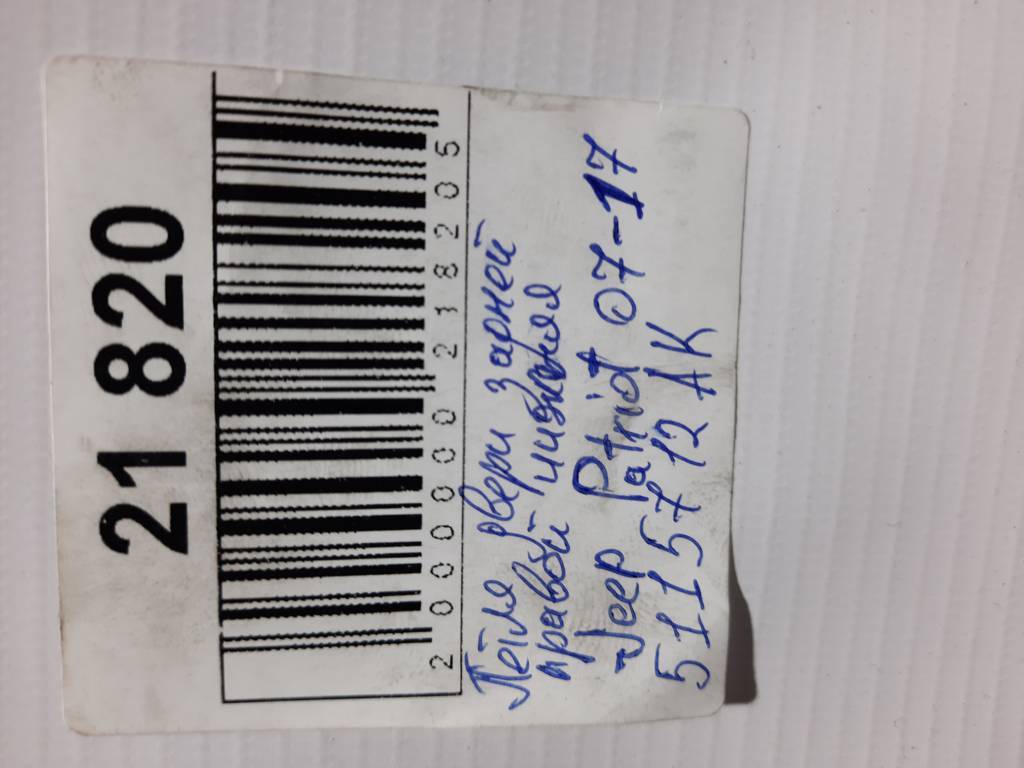 21 820
2 000000 218205
Петля двери задней
правой нижняя
Jeep Patriot 07-17
5115712AK